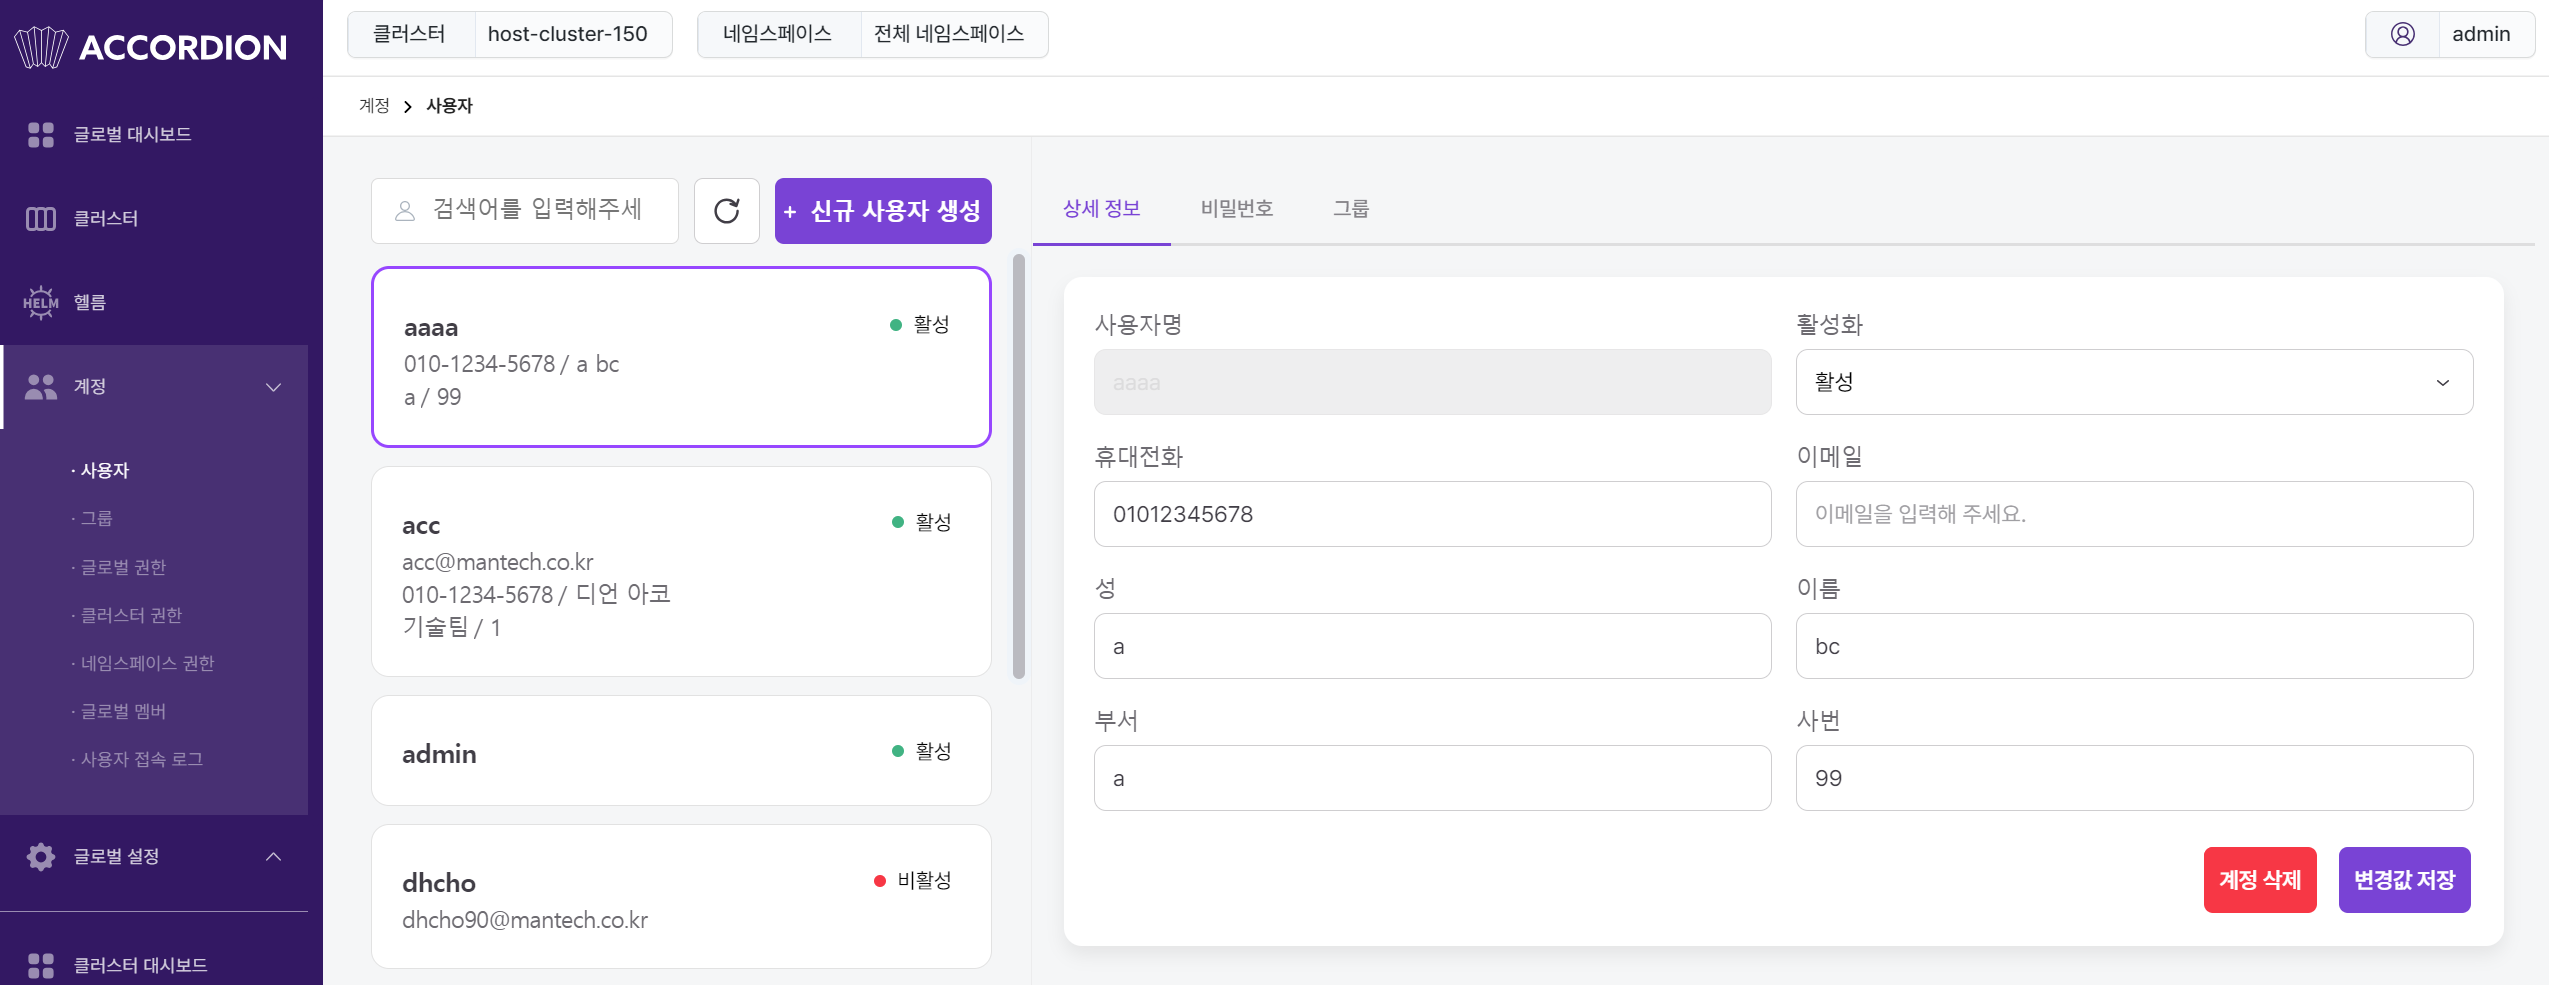 ACCORDION
클러스터 host-cluster-150 네임스페이스 전체 네임스페이스 admin
계정 > 사용자
글로벌 대시보드
클러스터
HELM 헬름
계정
· 사용자
· 그룹
· 글로벌 권한
· 클러스터 권한
· 네임스페이스 권한
· 글로벌 멤버
· 사용자 접속 로그
글로벌 설정
클러스터 대시보드
검색어를 입력해주세
+ 신규 사용자 생성
aaaa 활성
010-1234-5678 / a bc
a / 99
acc 활성
acc@mantech.co.kr
010-1234-5678 / 디언 아코
기술팀 / 1
admin 활성
dhcho 비활성
dhcho90@mantech.co.kr
상세 정보 비밀번호 그룹
사용자명 활성화
aaaa 활성
휴대전화 이메일
01012345678 이메일을 입력해 주세요.
성 이름
a bc
부서 사번
a 99
계정 삭제 변경값 저장